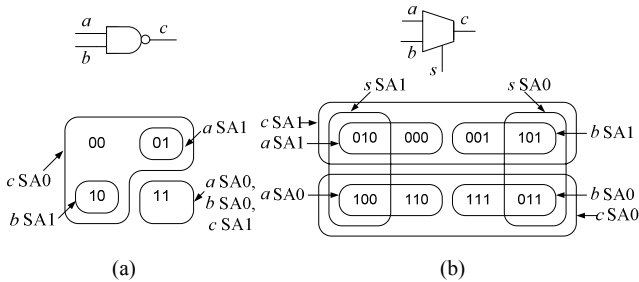 a
b
c
a
b
c
s
00
01
10
11
a SA1
c SA0
b SA1
a SA0,
b SA0,
c SA1
(a)
s SA1
s SA0
c SA1
a SA1
010 000 001 101
b SA1
a SA0
100 110 111 011
b SA0
c SA0
(b)